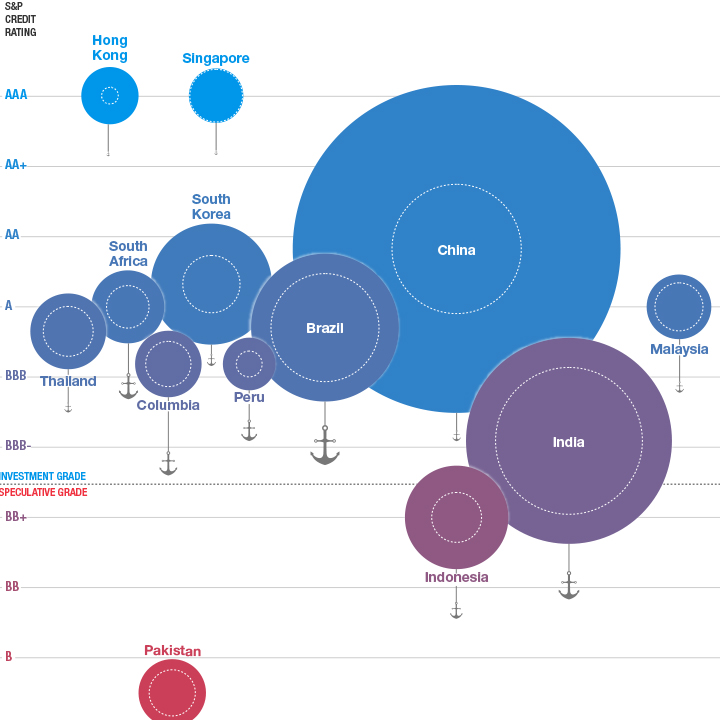 S&P
CREDIT
RATING
Hong
Kong
Singapore
AAA
AA+
AA
South
Korea
South
Africa
China
A
Brazil
Malaysia
BBB
Thailand
Columbia
Peru
BBB-
India
INVESTMENT GRADE
SPECULATIVE GRADE
BB+
Indonesia
BB
B
Pakistan